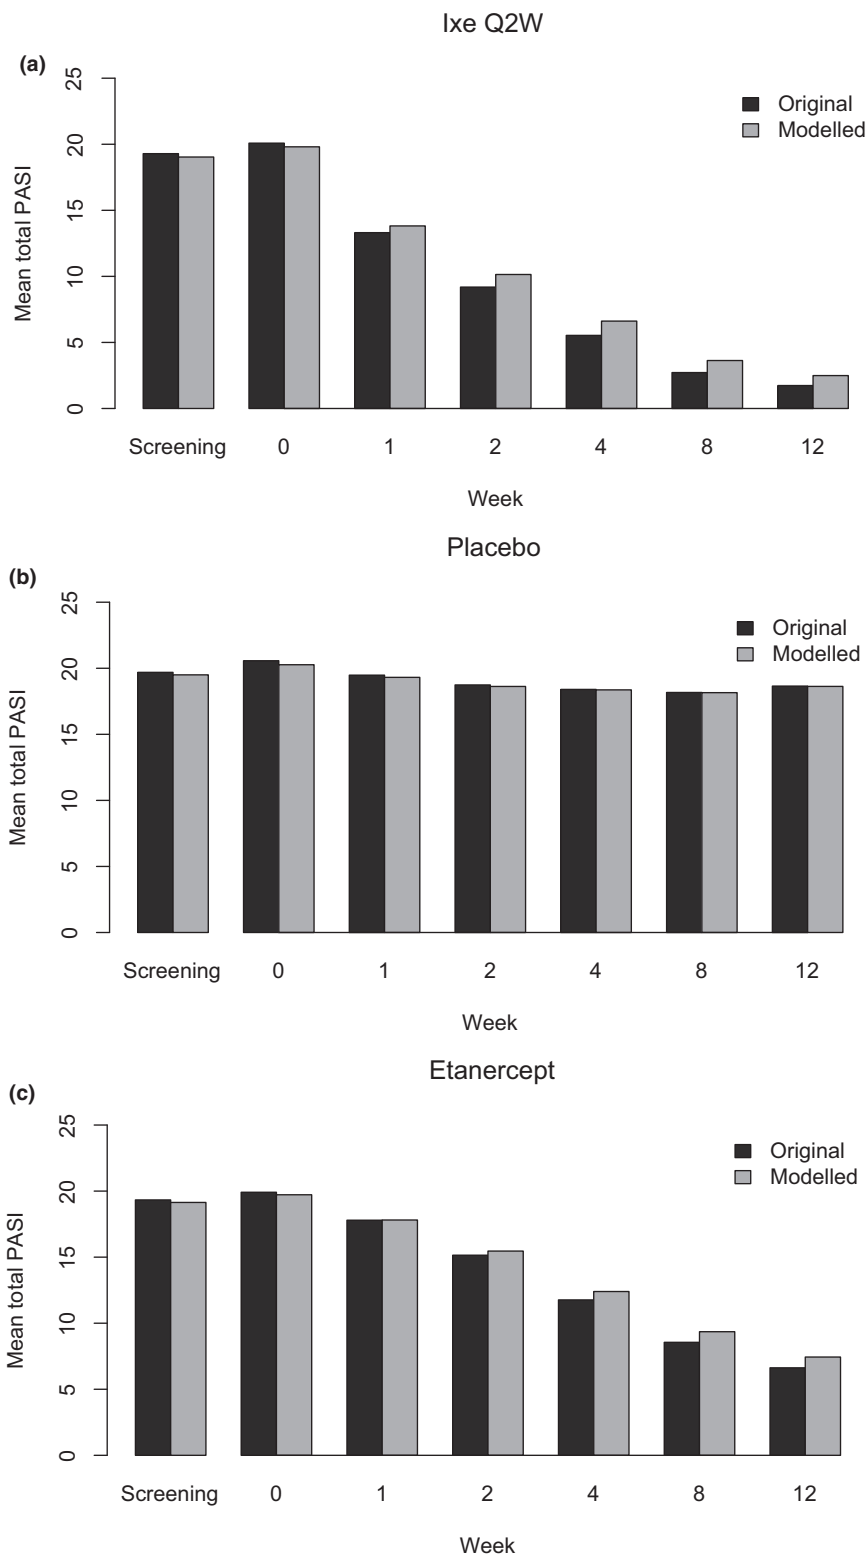 Ixe Q2W
(a)
Mean total PASI
25
20
15
10
5
0
Original
Modelled
Screening 0 1 2 4 8 12
Week
Placebo
(b)
Mean total PASI
25
20
15
10
5
0
Original
Modelled
Screening 0 1 2 4 8 12
Week
Etanercept
(c)
Mean total PASI
25
20
15
10
5
0
Original
Modelled
Screening 0 1 2 4 8 12
Week